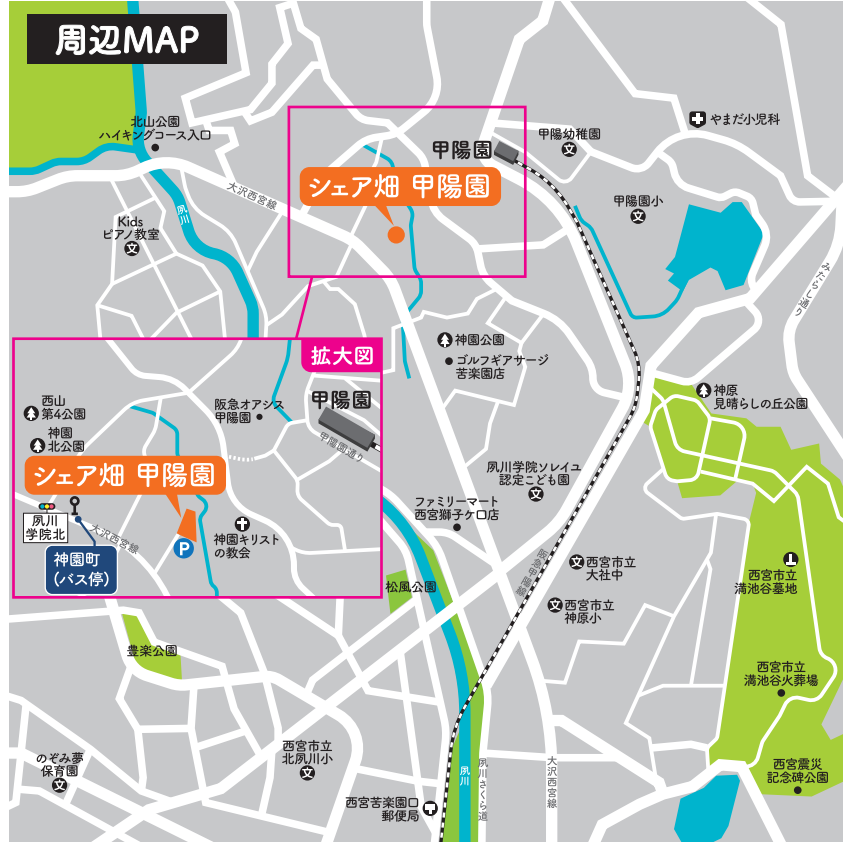 周辺MAP
北山公園
ハイキングコース入口
甲陽園
甲陽幼稚園
やまだ小児科
シェア畑 甲陽園
大沢西宮線
夙川
Kids
ピアノ教室
甲陽園小
みたらし通り
神園公園
ゴルフギアサージ
苦楽園店
拡大図
西山
第4公園
阪急オアシス
甲陽園
甲陽園
神園
北公園
甲陽園通り
シェア畑 甲陽園
神原
見晴らしの丘公園
夙川学院ソレイユ
認定こども園
ファミリーマート
西宮獅子ケ口店
夙川
学院北
大沢西宮線
P
神園キリスト
の教会
神園町
(バス停)
阪急甲陽線
西宮市立
大社中
西宮市立
満池谷墓地
松風公園
西宮市立
神原小
豊楽公園
西宮市立
満池谷火葬場
西宮市立
北夙川小
のぞみ夢
保育園
夙川
夙川さくら道
大沢西宮線
西宮震災
記念碑公園
西宮苦楽園口
郵便局